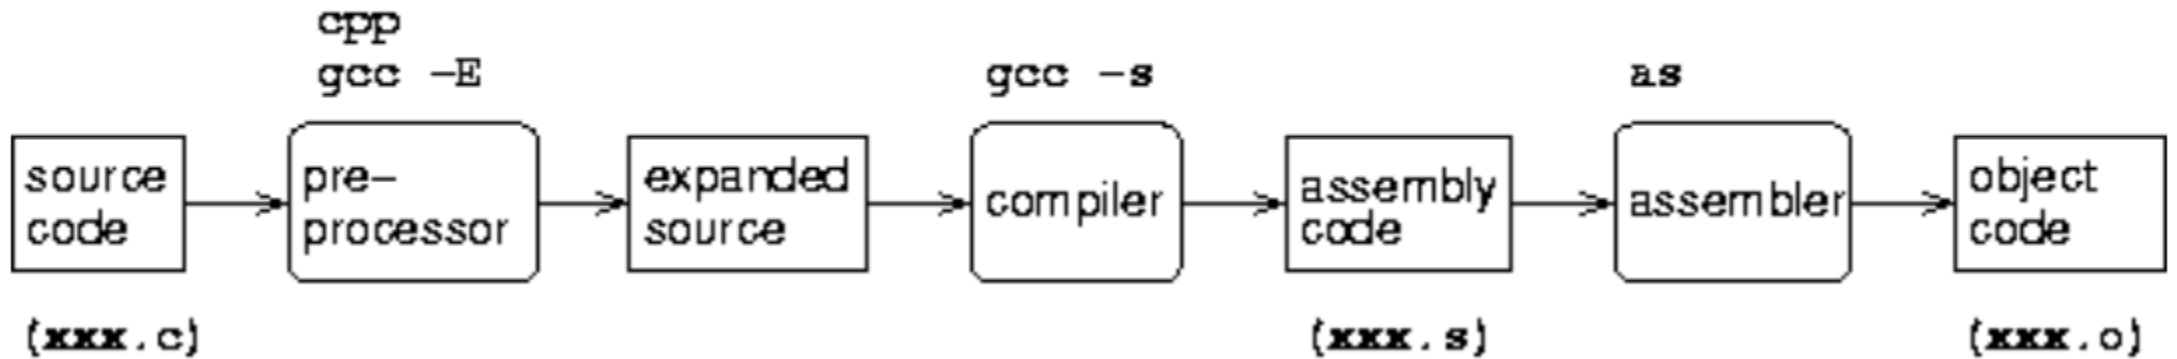 cpp
gcc -E
gcc -s
as
source
code
pre-
processor
expanded
source
compiler
assembly
code
assembler
object
code
(xxx.c)
(xxx.s)
(xxx.o)